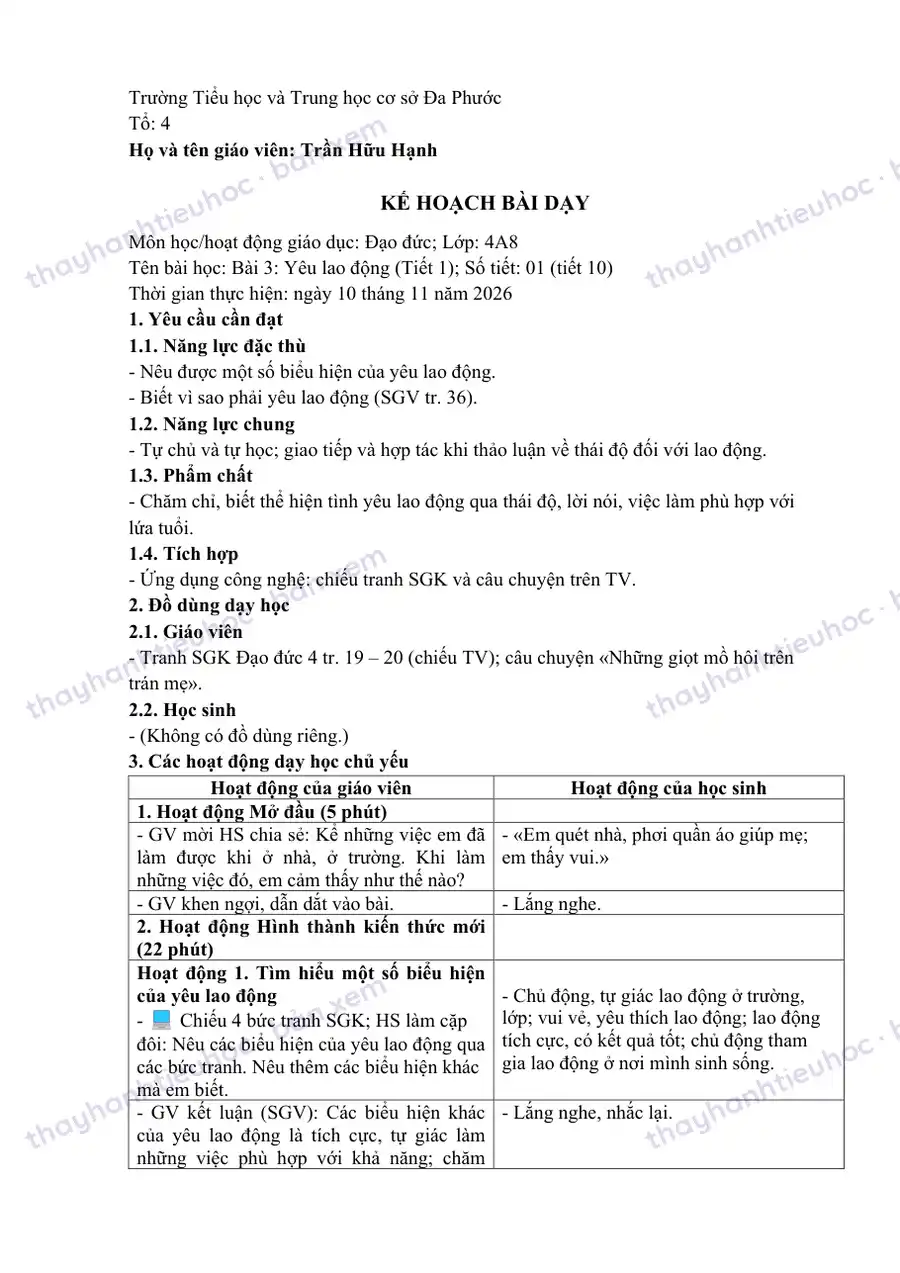 Trường Tiểu học và Trung học cơ sở Đa Phước
Tổ: 4
Họ và tên giáo viên: Trần Hữu Hạnh
KẾ HOẠCH BÀI DẠY
Môn học/hoạt động giáo dục: Đạo đức; Lớp: 4A8
Tên bài học: Bài 3: Yêu lao động (Tiết 1); Số tiết: 01 (tiết 10)
Thời gian thực hiện: ngày 10 tháng 11 năm 2026
1. Yêu cầu cần đạt
1.1. Năng lực đặc thù
- Nêu được một số biểu hiện của yêu lao động.
- Biết vì sao phải yêu lao động (SGV tr. 36).
1.2. Năng lực chung
- Tự chủ và tự học; giao tiếp và hợp tác khi thảo luận về thái độ đối với lao động.
1.3. Phẩm chất
- Chăm chỉ, biết thể hiện tình yêu lao động qua thái độ, lời nói, việc làm phù hợp với
lứa tuổi.
1.4. Tích hợp
- Ứng dụng công nghệ: chiếu tranh SGK và câu chuyện trên TV.
2. Đồ dùng dạy học
2.1. Giáo viên
- Tranh SGK Đạo đức 4 tr. 19 – 20 (chiếu TV); câu chuyện «Những giọt mồ hôi trên
trán mẹ».
2.2. Học sinh
- (Không có đồ dùng riêng.)
3. Các hoạt động dạy học chủ yếu
Hoạt động của giáo viên
Hoạt động của học sinh
1. Hoạt động Mở đầu (5 phút)
- GV mời HS chia sẻ: Kể những việc em đã
làm được khi ở nhà, ở trường. Khi làm
những việc đó, em cảm thấy như thế nào?
- «Em quét nhà, phơi quần áo giúp mẹ;
em thấy vui.»
- GV khen ngợi, dẫn dắt vào bài.
- Lắng nghe.
2. Hoạt động Hình thành kiến thức mới
(22 phút)
Hoạt động 1. Tìm hiểu một số biểu hiện
của yêu lao động
- Chiếu 4 bức tranh SGK; HS làm cặp
đôi: Nêu các biểu hiện của yêu lao động qua
các bức tranh. Nêu thêm các biểu hiện khác
mà em biết.
- Chủ động, tự giác lao động ở trường,
lớp; vui vẻ, yêu thích lao động; lao động
tích cực, có kết quả tốt; chủ động tham
gia lao động ở nơi mình sinh sống.
- GV kết luận (SGV): Các biểu hiện khác
của yêu lao động là tích cực, tự giác làm
những việc phù hợp với khả năng; chăm
- Lắng nghe, nhắc lại.
thayhanhtieuhoc · bản xem
thayhanhtieuhoc · b
thayhanhtieuhoc · bản xem
thayhanhtieuhoc · b
thayhanhtieuhoc · bản xem
thayhanhtieuhoc · b